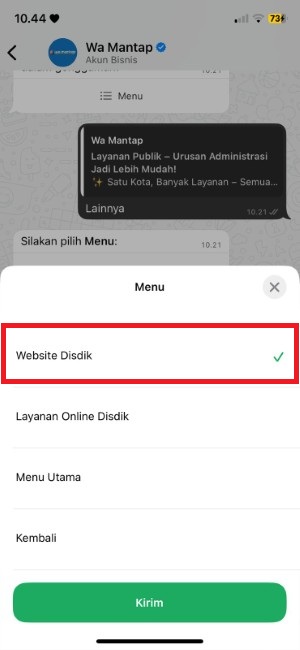 10.44
73
Wa Mantap
Akun Bisnis
10.21
Menu
Wa Mantap
Layanan Publik – Urusan Administrasi
Jadi Lebih Mudah!
✨ Satu Kota, Banyak Layanan – Semua...
Lainnya
10.21
Silakan pilih Menu:
10.21
Menu
Website Disdik
Layanan Online Disdik
Menu Utama
Kembali
Kirim